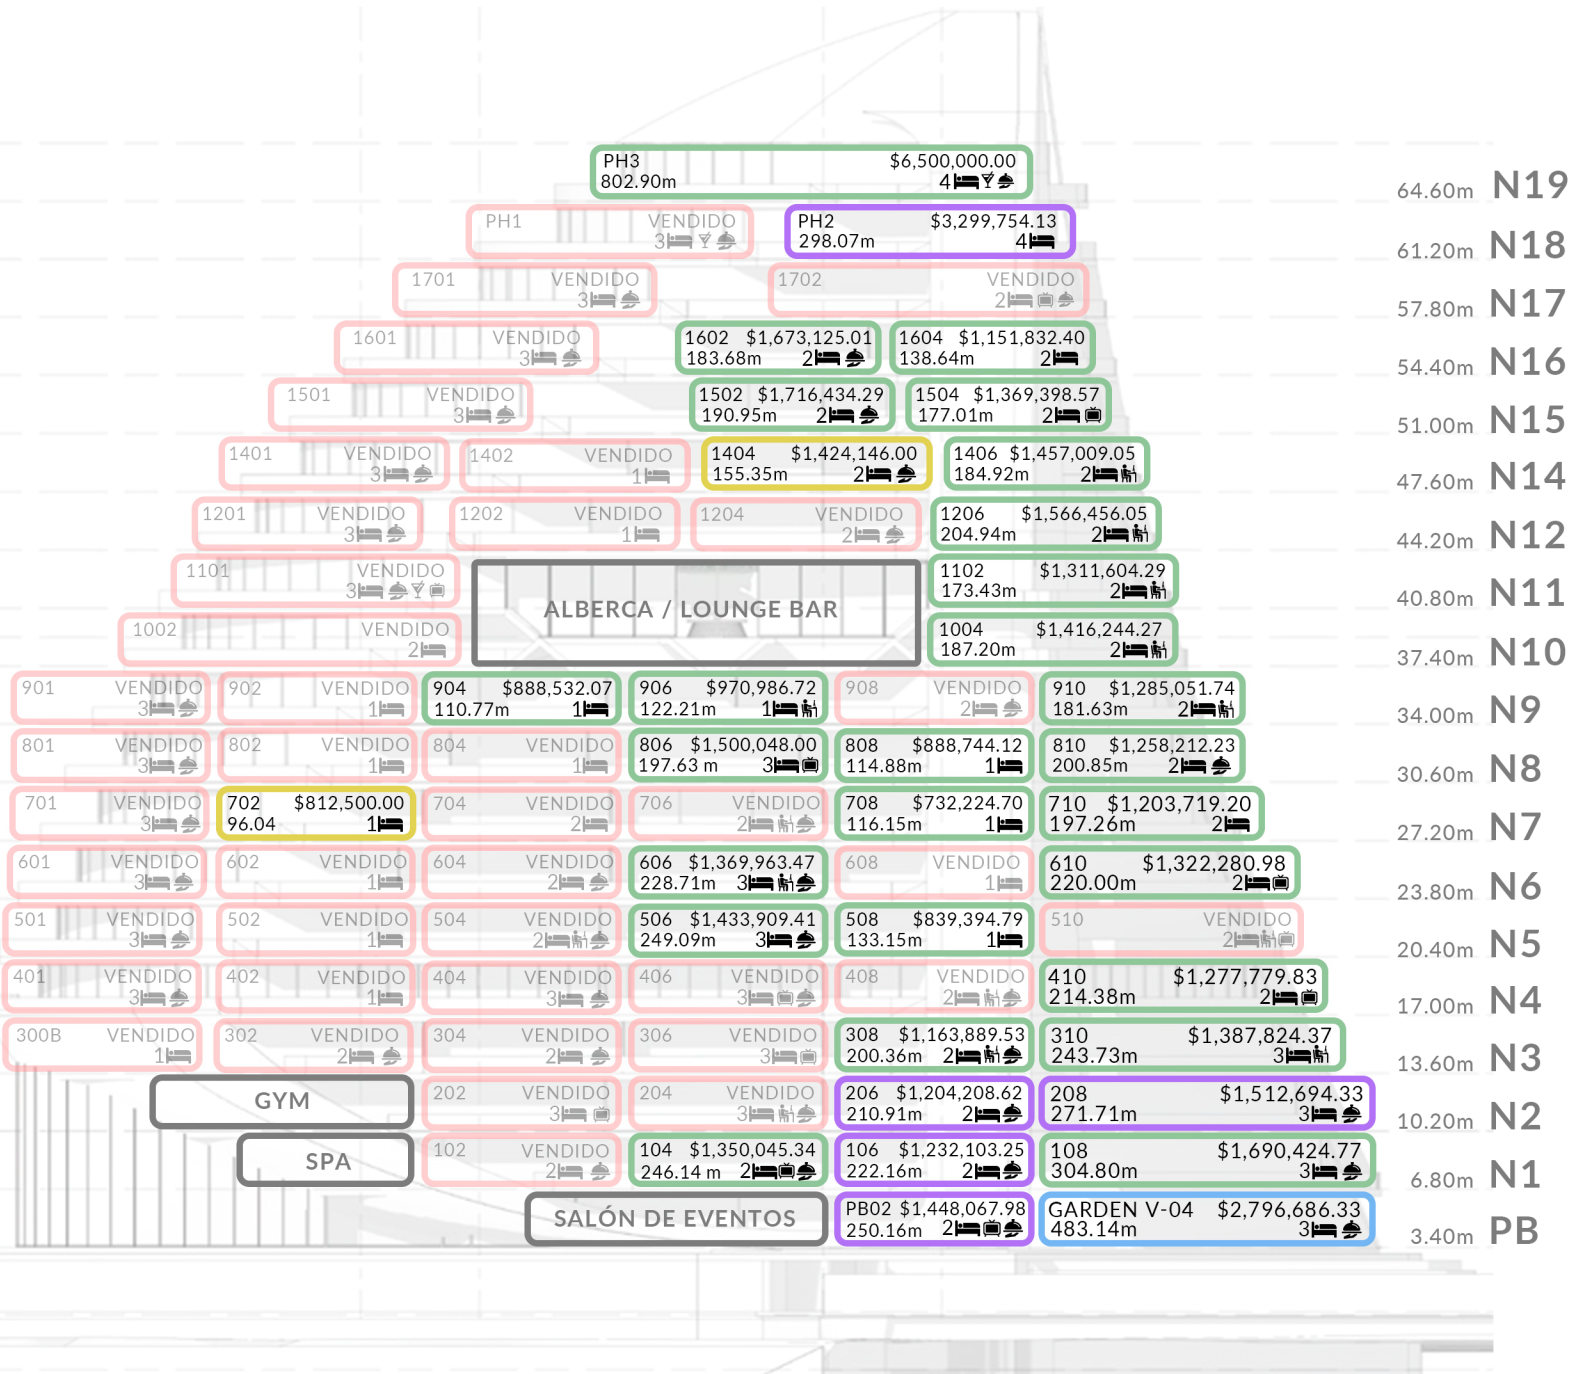 PH3 $6,500,000.00
802.90m 4
64.60m N19
PH1 VENDIDO
3
PH2 $3,299,754.13
298.07m 4
61.20m N18
1701 VENDIDO
3
1702 VENDIDO
2
57.80m N17
1601 VENDIDO
3
1602 $1,673,125.01
183.68m 2
1604 $1,151,832.40
138.64m 2
54.40m N16
1501 VENDIDO
3
1502 $1,716,434.29
190.95m 2
1504 $1,369,398.57
177.01m 2
51.00m N15
1401 VENDIDO
3
1402 VENDIDO
1
1404 $1,424,146.00
155.35m 2
1406 $1,457,009.05
184.92m 2
47.60m N14
1201 VENDIDO
3
1202 VENDIDO
1
1204 VENDIDO
2
1206 $1,566,456.05
204.94m 2
44.20m N12
1101 VENDIDO
3
ALBERCA / LOUNGE BAR
1102 $1,311,604.29
173.43m 2
40.80m N11
1002 VENDIDO
2
1004 $1,416,244.27
187.20m 2
37.40m N10
901 VENDIDO
3
902 VENDIDO
1
904 $888,532.07
110.77m 1
906 $970,986.72
122.21m 1
908 VENDIDO
2
910 $1,285,051.74
181.63m 2
34.00m N9
801 VENDIDO
3
802 VENDIDO
1
804 VENDIDO
1
806 $1,500,048.00
197.63 m 3
808 $888,744.12
114.88m 1
810 $1,258,212.23
200.85m 2
30.60m N8
701 VENDIDO
3
702 $812,500.00
96.04 1
704 VENDIDO
2
706 VENDIDO
2
708 $732,224.70
116.15m 1
710 $1,203,719.20
197.26m 2
27.20m N7
601 VENDIDO
3
602 VENDIDO
1
604 VENDIDO
2
606 $1,369,963.47
228.71m 3
608 VENDIDO
1
610 $1,322,280.98
220.00m 2
23.80m N6
501 VENDIDO
3
502 VENDIDO
1
504 VENDIDO
2
506 $1,433,909.41
249.09m 3
508 $839,394.79
133.15m 1
510 VENDIDO
2
20.40m N5
401 VENDIDO
3
402 VENDIDO
1
404 VENDIDO
3
406 VENDIDO
3
408 VENDIDO
2
410 $1,277,779.83
214.38m 2
17.00m N4
300B VENDIDO
1
302 VENDIDO
2
304 VENDIDO
2
306 VENDIDO
3
308 $1,163,889.53
200.36m 2
310 $1,387,824.37
243.73m 3
13.60m N3
GYM
202 VENDIDO
3
204 VENDIDO
3
206 $1,204,208.62
210.91m 2
208 $1,512,694.33
271.71m 3
10.20m N2
SPA
102 VENDIDO
2
104 $1,350,045.34
246.14 m 2
106 $1,232,103.25
222.16m 2
108 $1,690,424.77
304.80m 3
6.80m N1
SALÓN DE EVENTOS
PB02 $1,448,067.98
250.16m 2
GARDEN V-04 $2,796,686.33
483.14m 3
3.40m PB